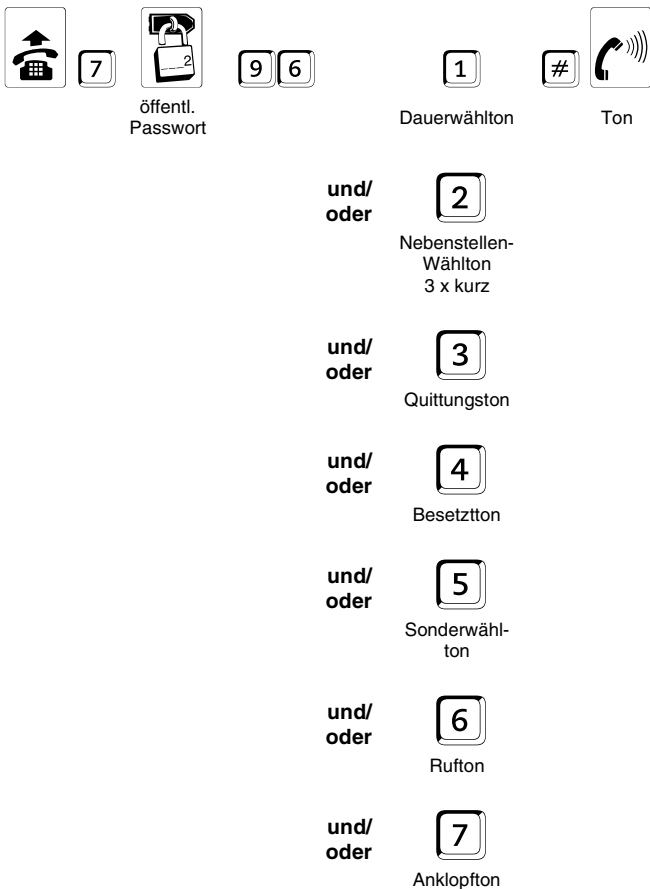 7 2 9 6 1 #
öffentl.
Passwort
Dauerwählton Ton
und/
oder
2
Nebenstellen-
Wählton
3 x kurz
und/
oder
3
Quittungston
und/
oder
4
Besetztton
und/
oder
5
Sonderwähl-
ton
und/
oder
6
Rufton
und/
oder
7
Anklopfton